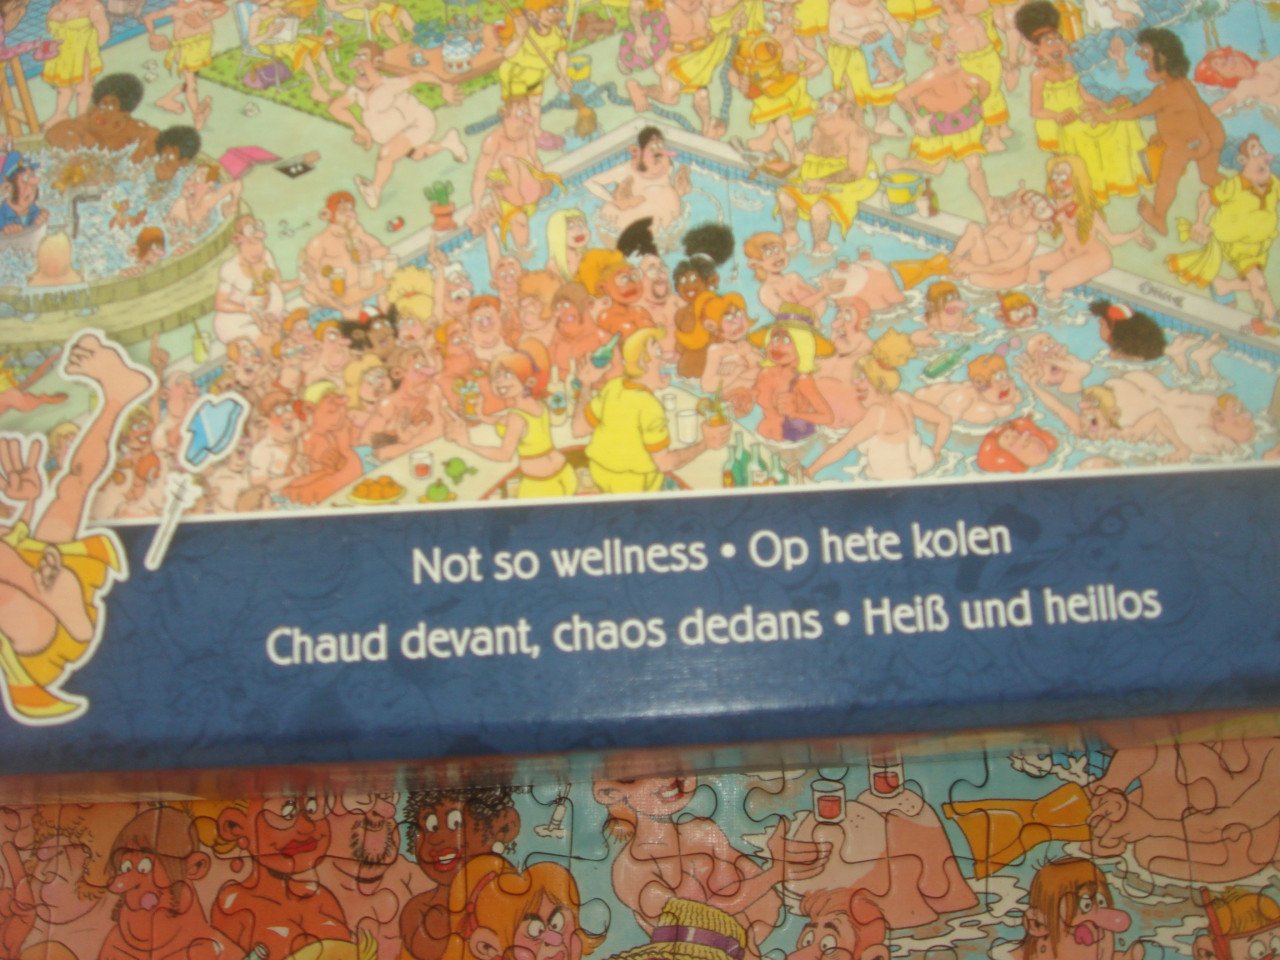 Not so wellness • Op hete kolen
Chaud devant, chaos dedans • Heiß und heillos